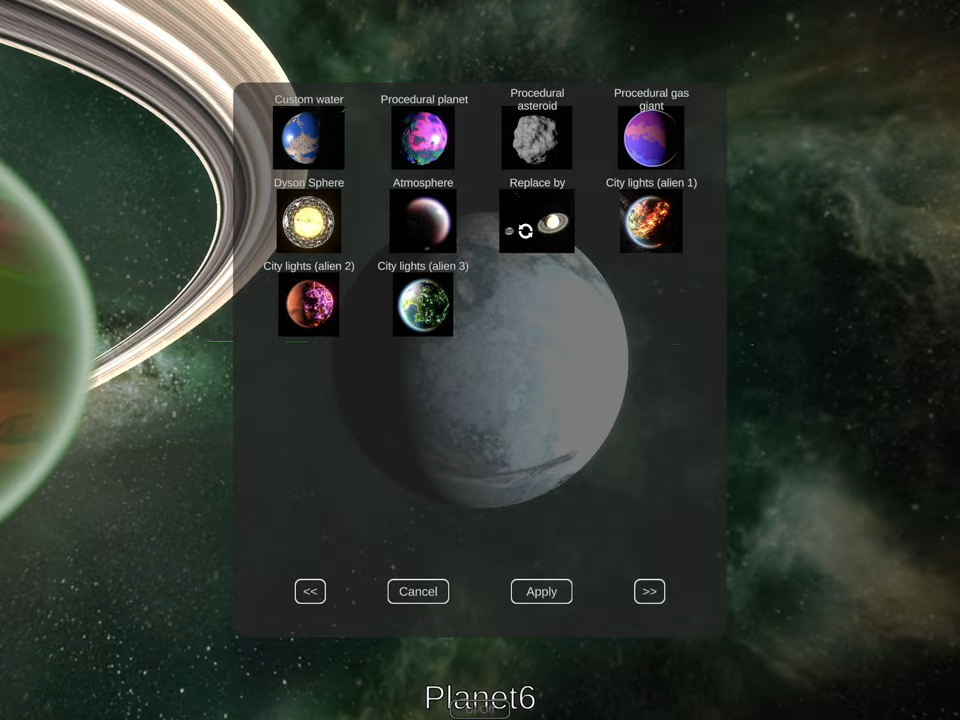 Custom water
Procedural planet
Procedural
asteroid
Procedural gas
giant
Dyson Sphere
Atmosphere
Replace by
City lights (alien 1)
City lights (alien 2)
City lights (alien 3)
<<
Cancel
Apply
>>
Planet6